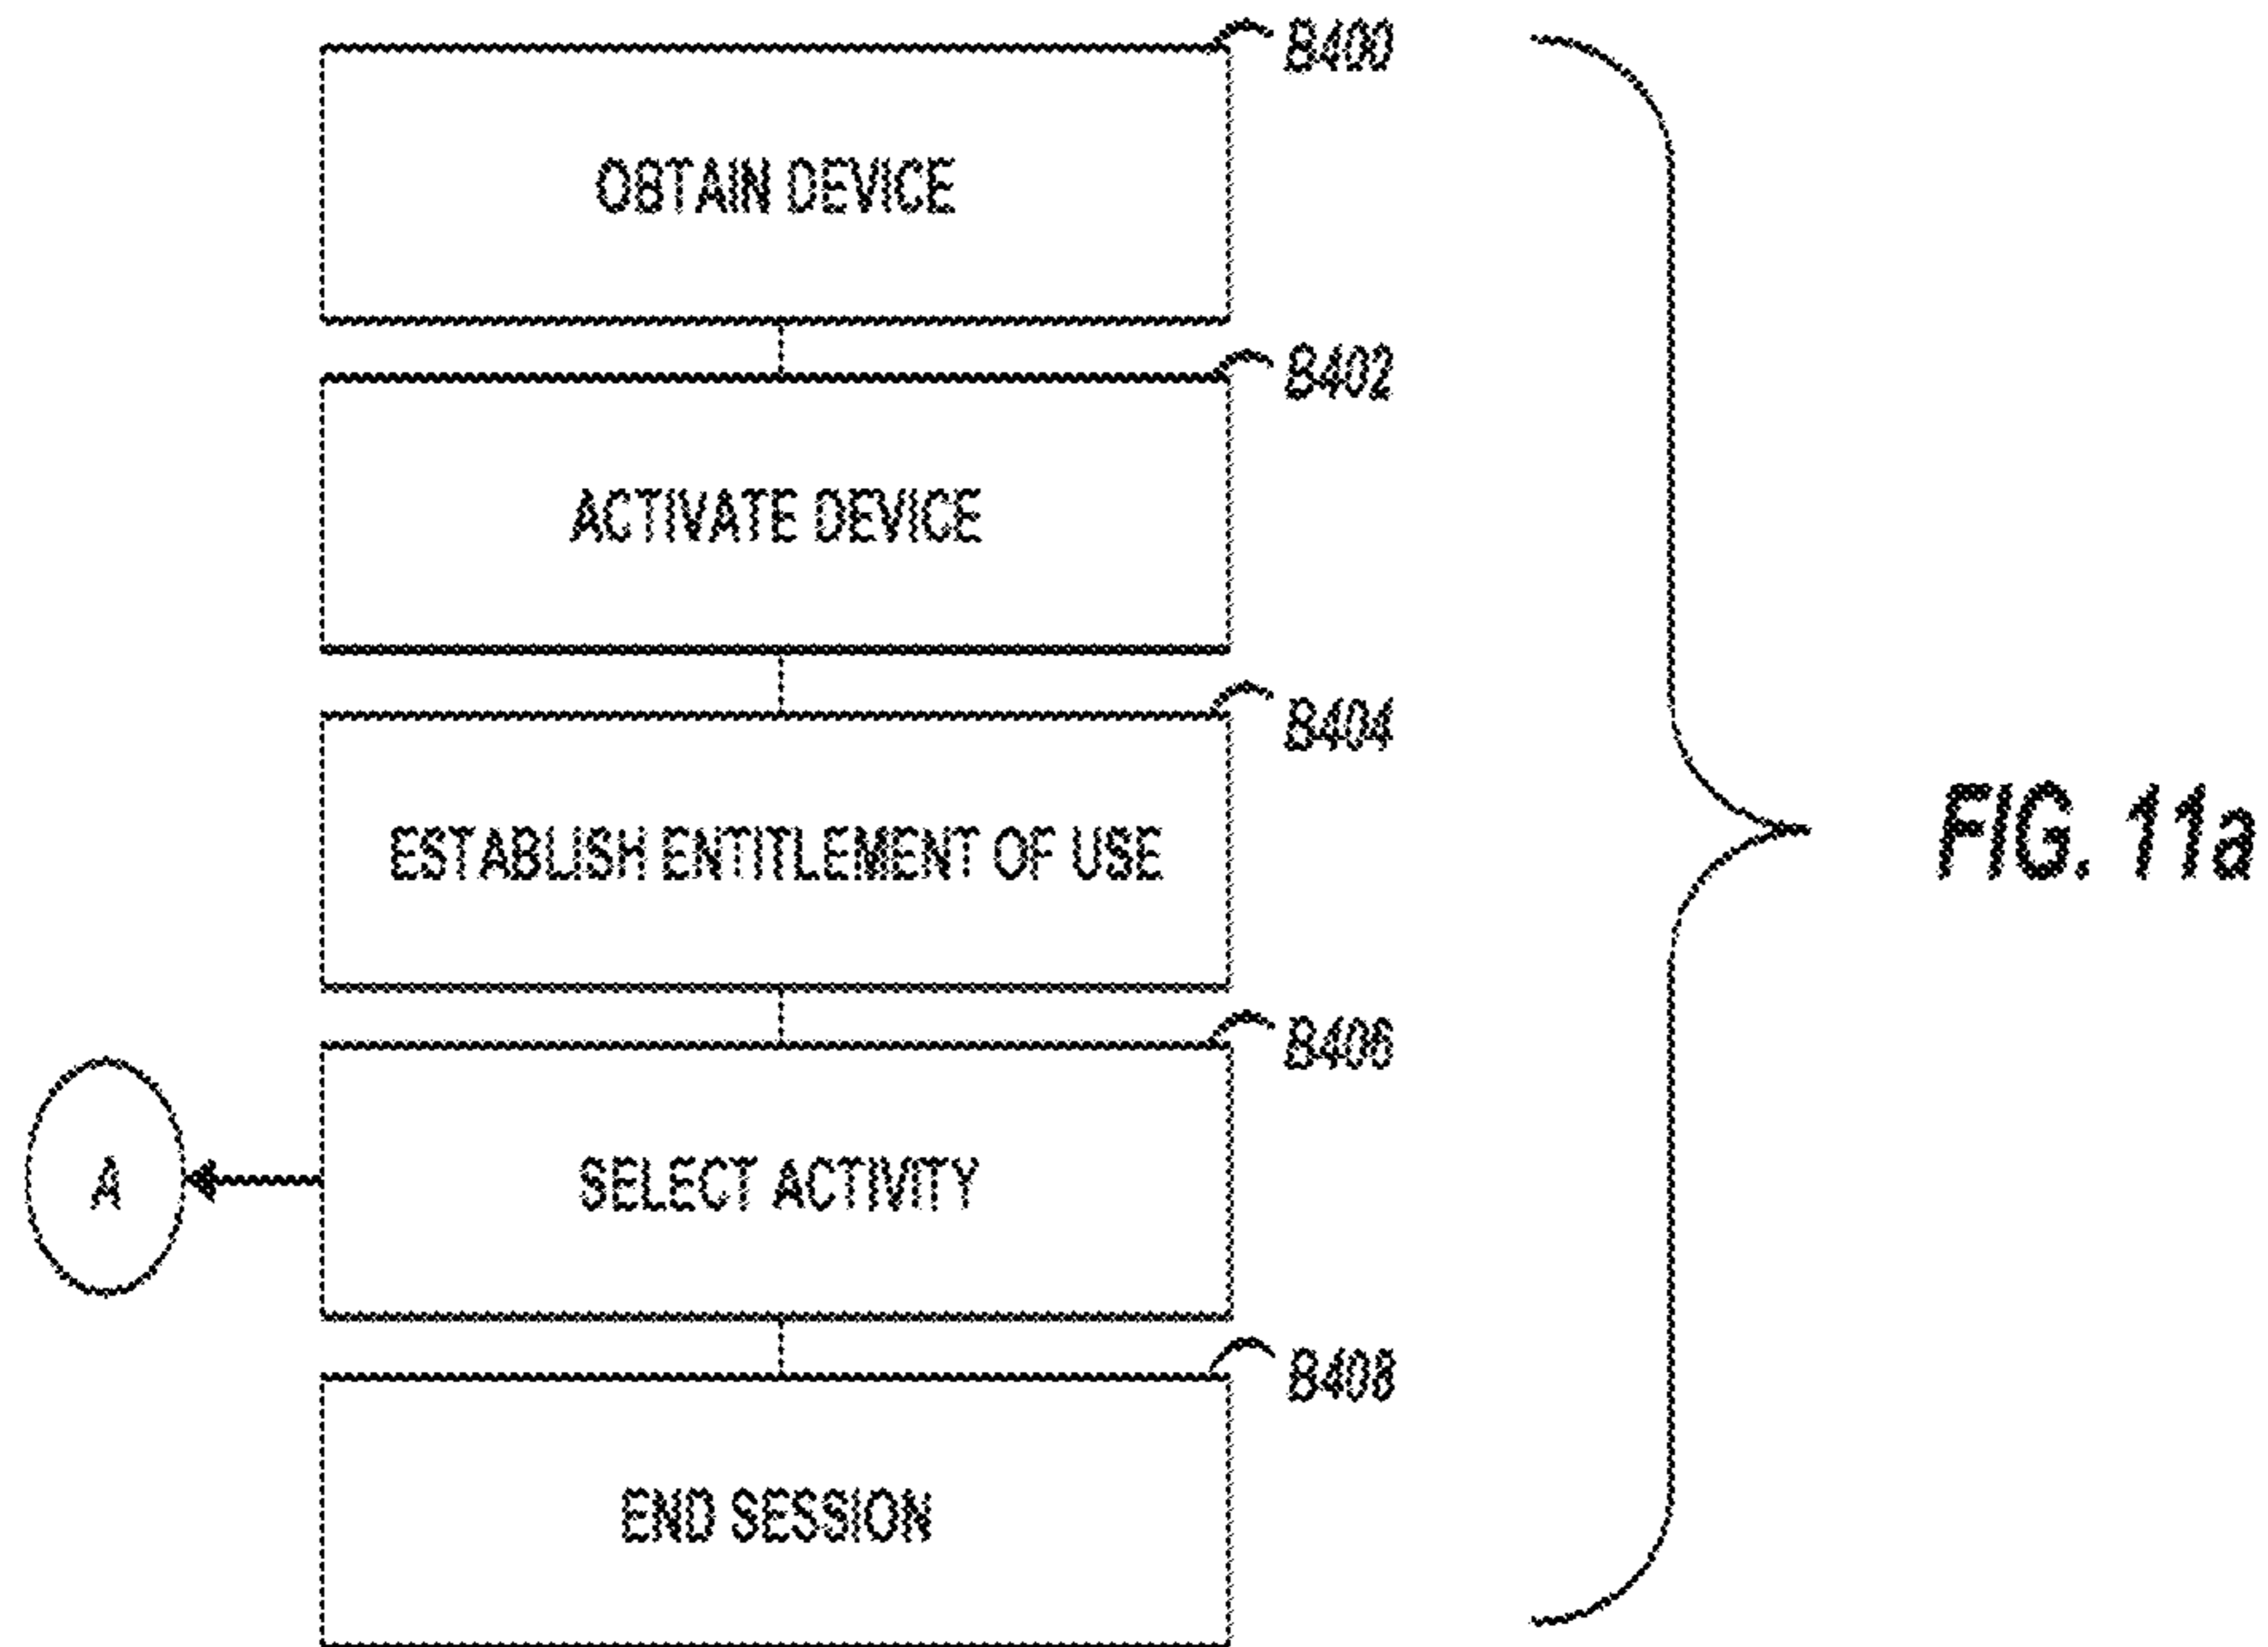 B400
OBTAIN DEVICE
B402
ACTIVATE DEVICE
B404
ESTABLISH ENTITLEMENT OF USE
B406
A
SELECT ACTIVITY
B408
END SESSION
FIG. 11a